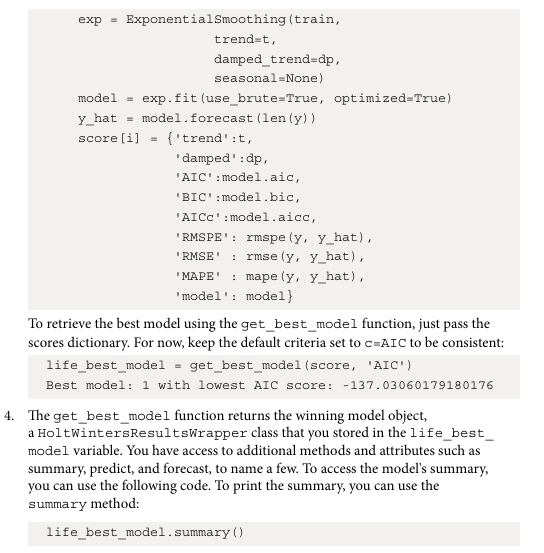 exp = ExponentialSmoothing(train,
trend=t,
damped_trend=dp,
seasonal=None)
model = exp.fit(use_brute=True, optimized=True)
y_hat = model.forecast(len(y))
score[i] = {'trend':t,
'damped':dp,
'AIC':model.aic,
'BIC':model.bic,
'AICc':model.aicc,
'RMSPE': rmspe(y, y_hat),
'RMSE' : rmse(y, y_hat),
'MAPE' : mape(y, y_hat),
'model': model}
To retrieve the best model using the get_best_model function, just pass the
scores dictionary. For now, keep the default criteria set to c=AIC to be consistent:
life_best_model = get_best_model(score, 'AIC')
Best model: 1 with lowest AIC score: -137.03060179180176
4. The get_best_model function returns the winning model object,
a HoltWintersResultsWrapper class that you stored in the life_best_
model variable. You have access to additional methods and attributes such as
summary, predict, and forecast, to name a few. To access the model's summary,
you can use the following code. To print the summary, you can use the
summary method:
life_best_model.summary()